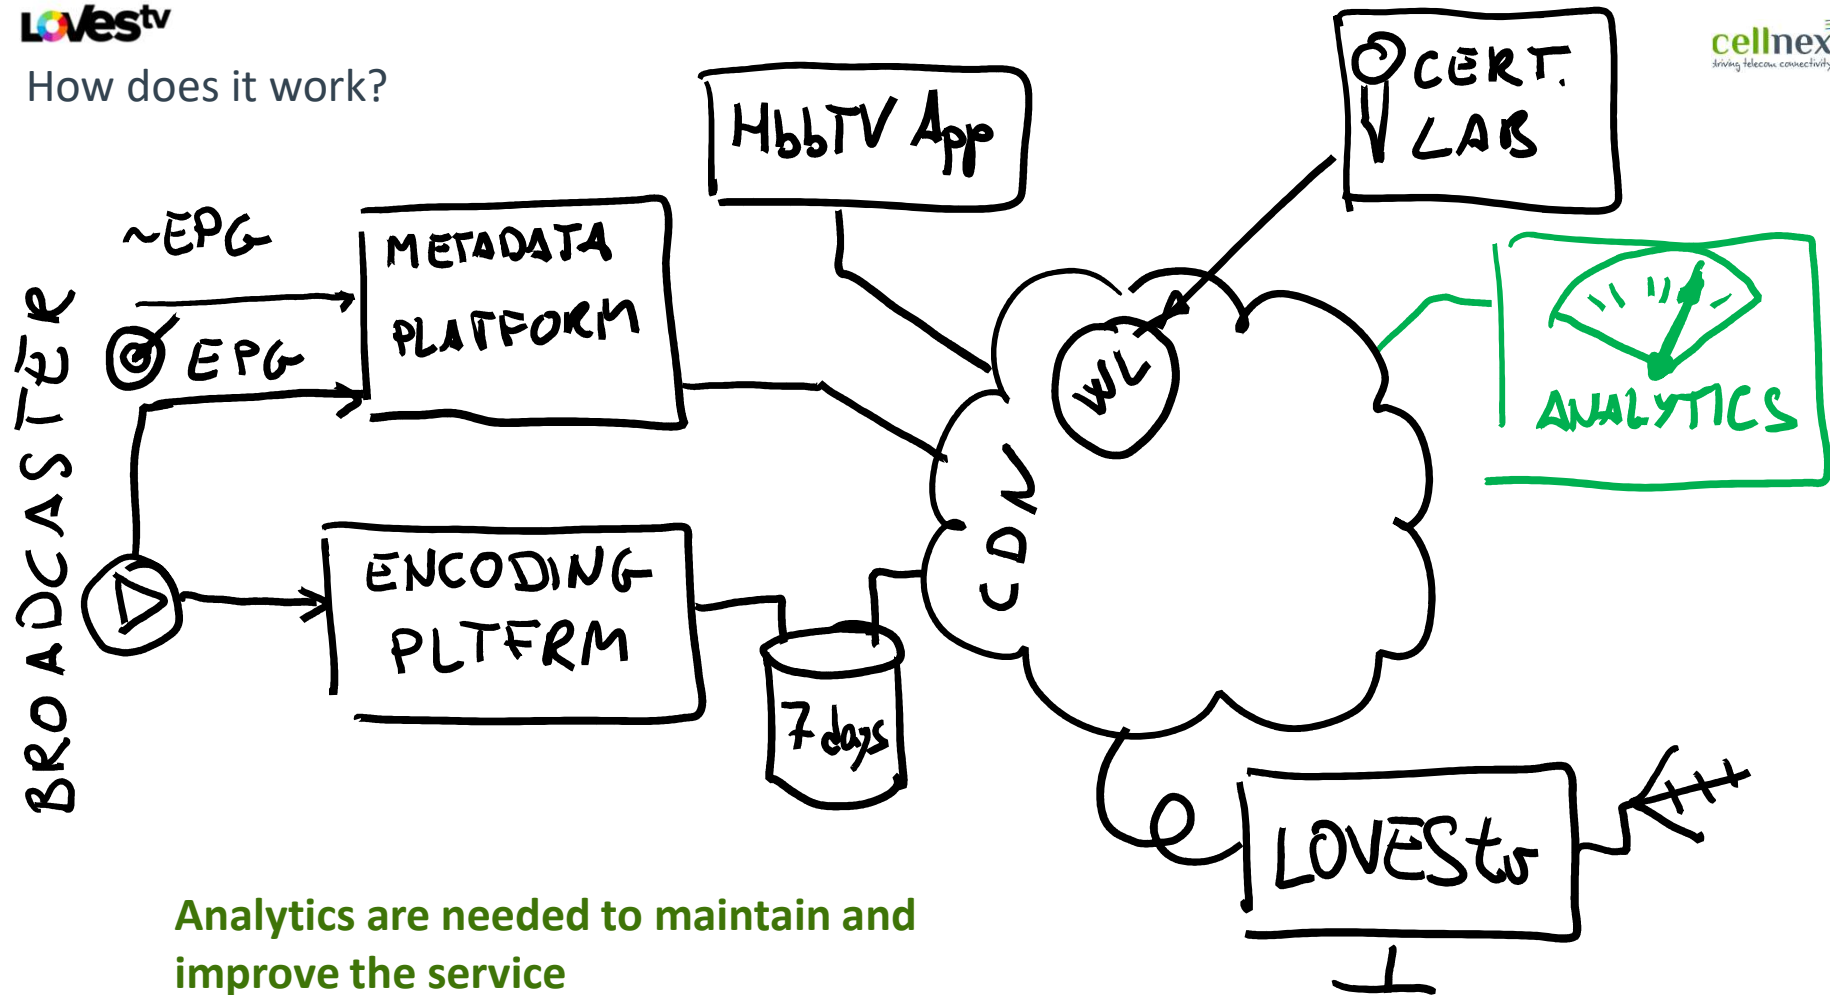 LOVEStv
cellnex
driving telecom connectivity
How does it work?
HbbTV App
CERT.
LAB
~EPG
METADATA
PLATFORM
EPG
WL
ANALYTICS
BROADCASTER
CDN
ENCODING
PLTFRM
7 days
LOVEStv
Analytics are needed to maintain and
improve the service